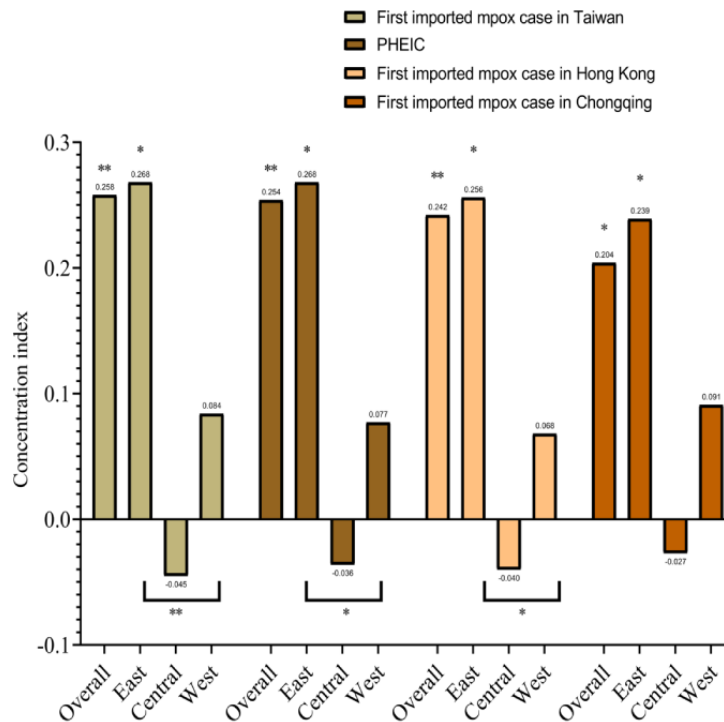 First imported mpox case in Taiwan
PHEIC
First imported mpox case in Hong Kong
First imported mpox case in Chongqing
Concentration index
0.3
0.2
0.1
0.0
-0.1
** * ** * ** * * *
0.258 0.268 0.254 0.268 0.242 0.256 0.204 0.239
0.084 0.077 0.068 0.091
-0.045 -0.036 -0.040 -0.027
** * *
Overall East Central West Overall East Central West Overall East Central West Overall East Central West